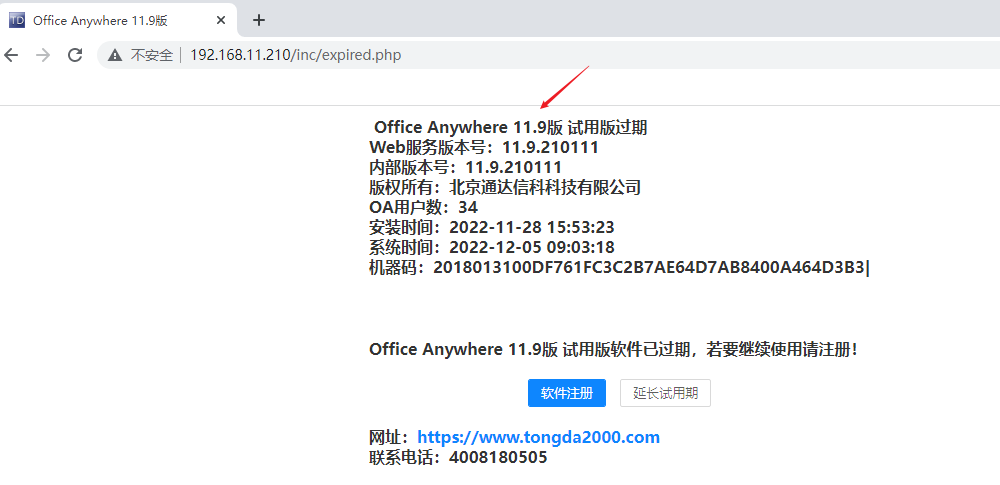 Office Anywhere 11.9版
不安全 192.168.11.210/inc/expired.php
Office Anywhere 11.9版 试用版过期
Web服务版本号：11.9.210111
内部版本号：11.9.210111
版权所有：北京通达信科科技有限公司
OA用户数：34
安装时间：2022-11-28 15:53:23
系统时间：2022-12-05 09:03:18
机器码：2018013100DF761FC3C2B7AE64D7AB8400A464D3B3|
Office Anywhere 11.9版 试用版软件已过期，若要继续使用请注册！
软件注册 延长试用期
网址：https://www.tongda2000.com
联系电话：4008180505